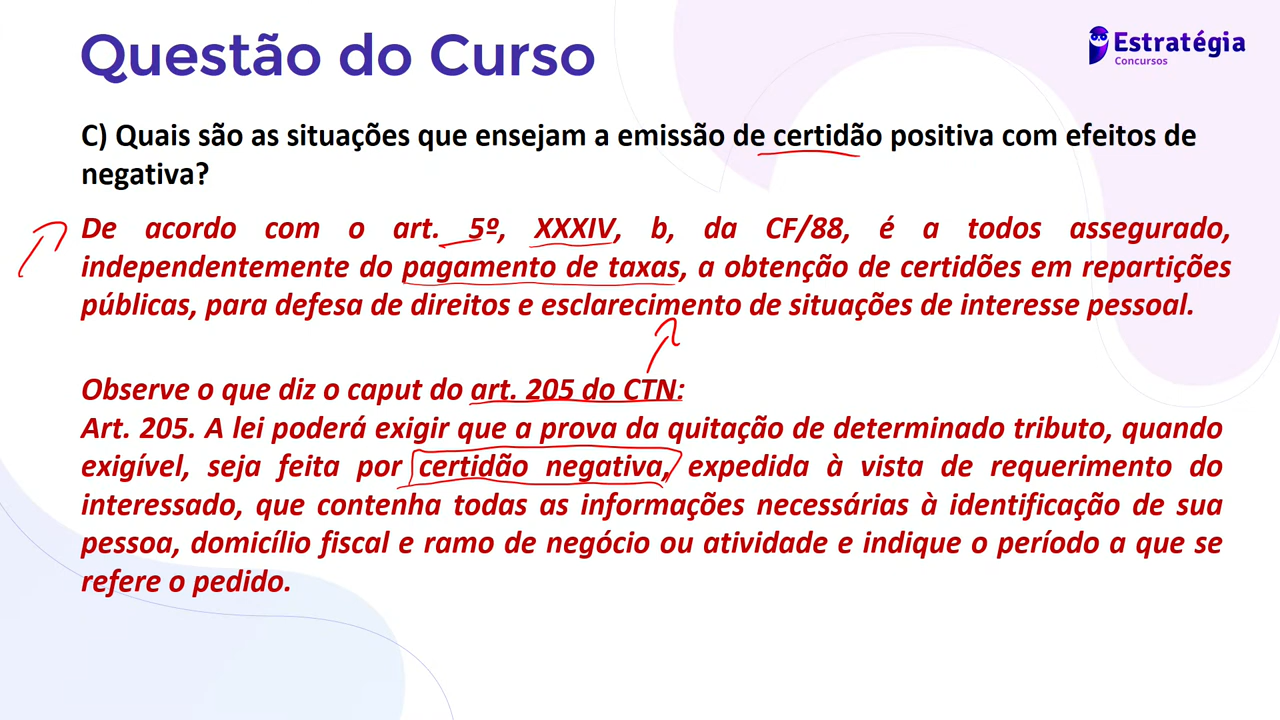 Questão do Curso
Estratégia
Concursos
C) Quais são as situações que ensejam a emissão de certidão positiva com efeitos de
negativa?
De acordo com o art. 5º, XXXIV, b, da CF/88, é a todos assegurado,
independentemente do pagamento de taxas, a obtenção de certidões em repartições
públicas, para defesa de direitos e esclarecimento de situações de interesse pessoal.
Observe o que diz o caput do art. 205 do CTN:
Art. 205. A lei poderá exigir que a prova da quitação de determinado tributo, quando
exigível, seja feita por certidão negativa, expedida à vista de requerimento do
interessado, que contenha todas as informações necessárias à identificação de sua
pessoa, domicílio fiscal e ramo de negócio ou atividade e indique o período a que se
refere o pedido.